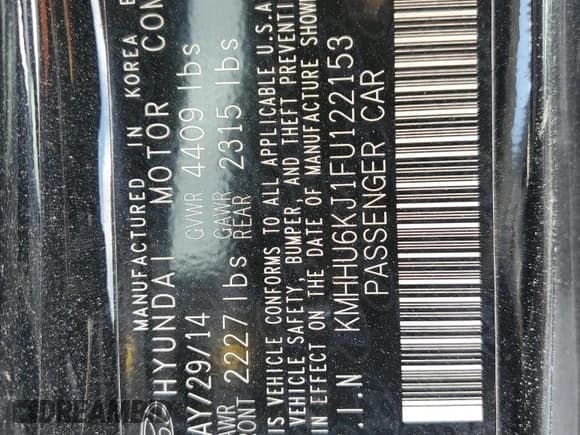 MANUFACTURED IN KOREA
HYUNDAI MOTOR CO
AY/29/14 GVWR 4409 lbs
AWR GAWR
RONT 2227 lbs REAR 2315 lbs
IS VEHICLE CONFORMS TO ALL APPLICABLE U.S.A
VEHICLE SAFETY, BUMPER, AND THEFT PREVENTI
IN EFFECT ON THE DATE OF MANUFACTURE SHOW
.I.N KMHHU6KJ1FU122153
PASSENGER CAR